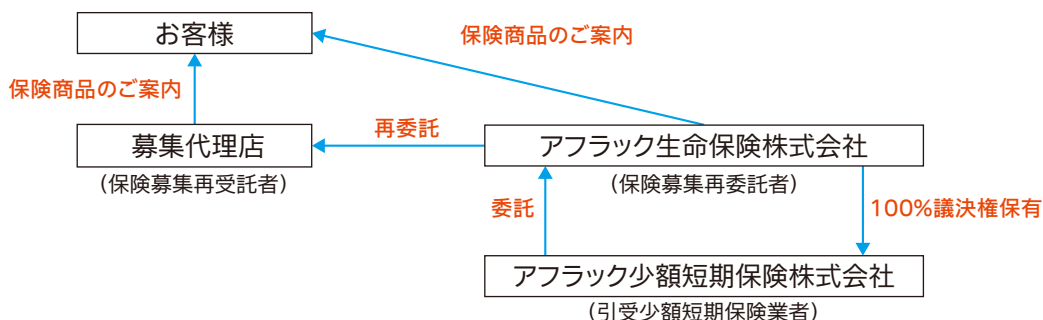 お客様
保険商品のご案内
保険商品のご案内
募集代理店
(保険募集再受託者)
再委託
アフラック生命保険株式会社
(保険募集再委託者)
委託
100%議決権保有
アフラック少額短期保険株式会社
(引受少額短期保険業者)